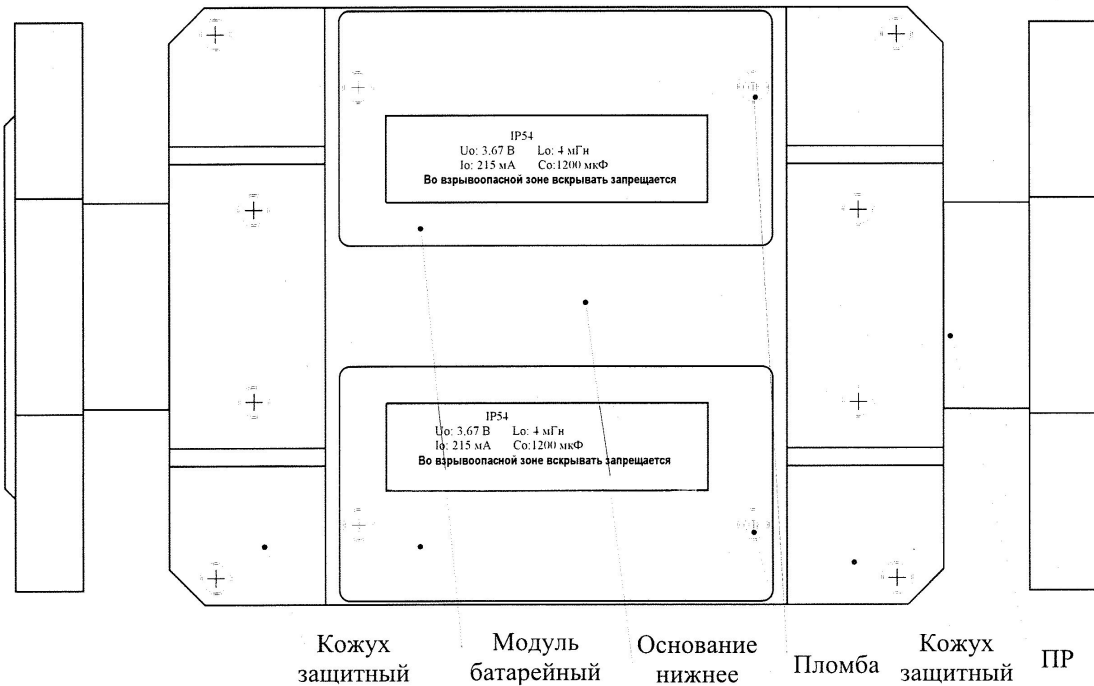 IP54
Uo: 3,67 В Lo: 4 мГн
Io: 215 мА Co:1200 мкФ
Во взрывоопасной зоне вскрывать запрещается
IP54
Uo: 3,67 В Lo: 4 мГн
Io: 215 мА Co:1200 мкФ
Во взрывоопасной зоне вскрывать запрещается
Кожух защитный
Модуль батарейный
Основание нижнее
Пломба
Кожух защитный
ПР